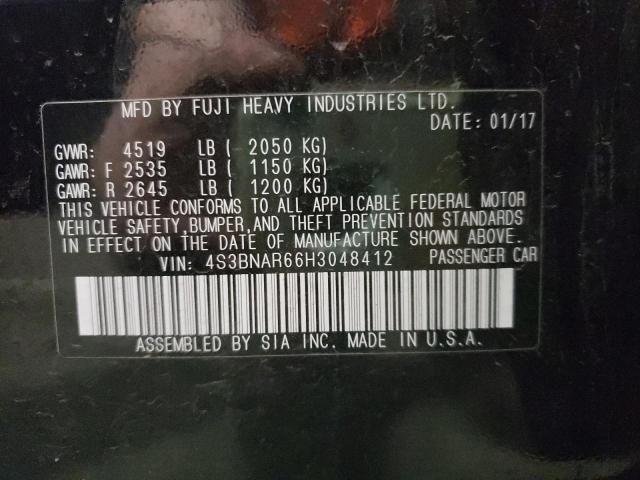 MFD BY FUJI HEAVY INDUSTRIES LTD.
DATE: 01/17
GVWR: 4519 LB ( 2050 KG)
GAWR: F 2535 LB ( 1150 KG)
GAWR: R 2645 LB ( 1200 KG)
THIS VEHICLE CONFORMS TO ALL APPLICABLE FEDERAL MOTOR
VEHICLE SAFETY,BUMPER,AND THEFT PREVENTION STANDARDS
IN EFFECT ON THE DATE OF MANUFACTURE SHOWN ABOVE.
VIN: 4S3BNAR66H3048412 PASSENGER CAR
ASSEMBLED BY SIA INC. MADE IN U.S.A.